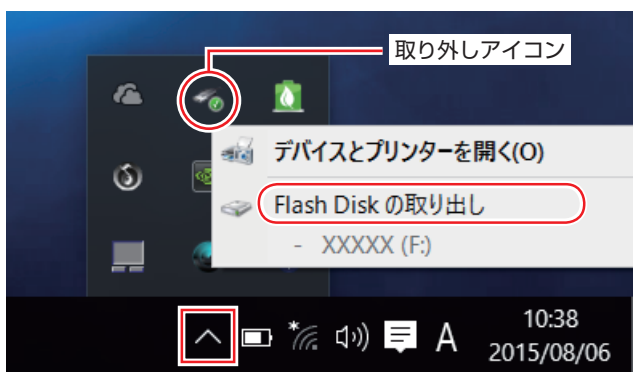 取り外しアイコン
デバイスとプリンターを開く(O)
Flash Disk の取り出し
- XXXXX (F:)
A
10:38
2015/08/06